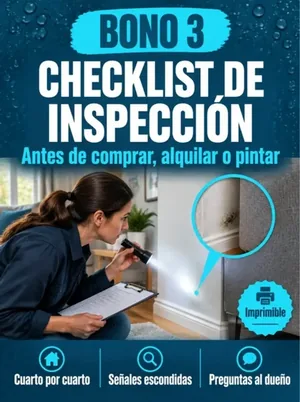 BONO 3
CHECKLIST DE
INSPECCIÓN
Antes de comprar, alquilar o pintar
Imprimible
Cuarto por cuarto
Señales escondidas
Preguntas al dueño